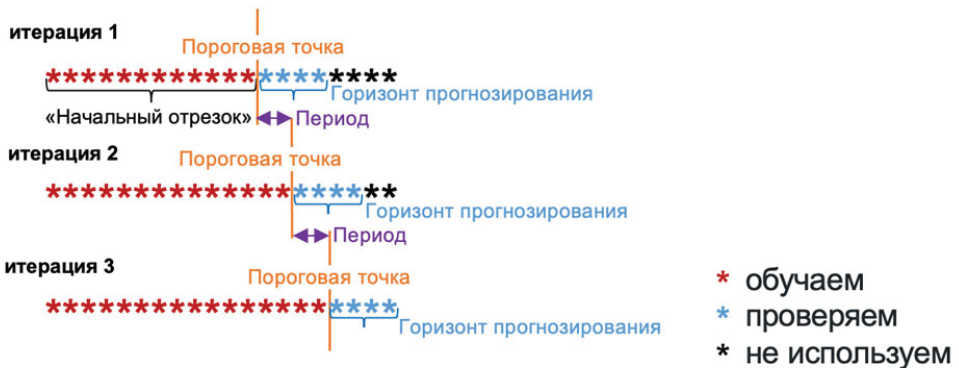 итерация 1
Пороговая точка
********************
Горизонт прогнозирования
«Начальный отрезок» Период
итерация 2
Пороговая точка
********************
Горизонт прогнозирования
Период
итерация 3
Пороговая точка
********************
Горизонт прогнозирования
* обучаем
* проверяем
* не используем